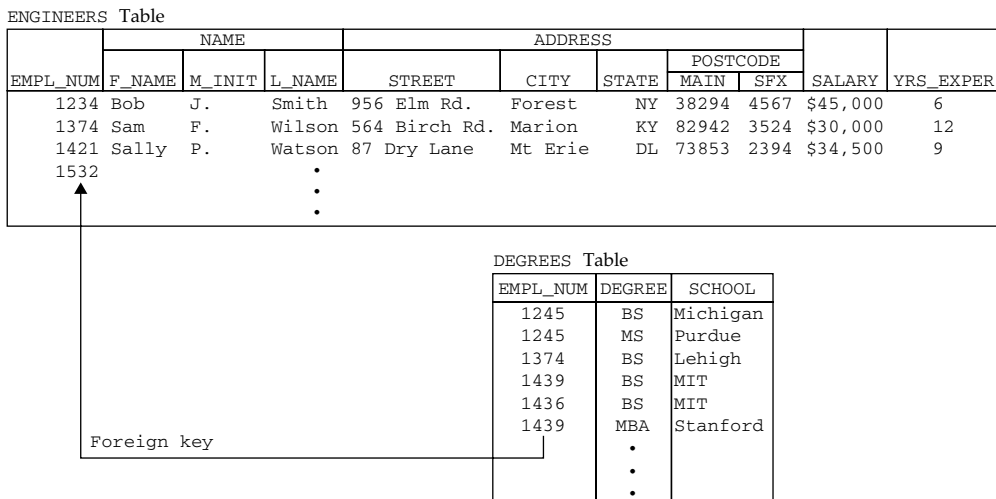 ENGINEERS Table
NAME ADDRESS
POSTCODE
EMPL_NUM F_NAME M_INIT L_NAME STREET CITY STATE MAIN SFX SALARY YRS_EXPER
1234 Bob J. Smith 956 Elm Rd. Forest NY 38294 4567 $45,000 6
1374 Sam F. Wilson 564 Birch Rd. Marion KY 82942 3524 $30,000 12
1421 Sally P. Watson 87 Dry Lane Mt Erie DL 73853 2394 $34,500 9
1532
DEGREES Table
EMPL_NUM DEGREE SCHOOL
1245 BS Michigan
1245 MS Purdue
1374 BS Lehigh
1439 BS MIT
1436 BS MIT
1439 MBA Stanford
Foreign key